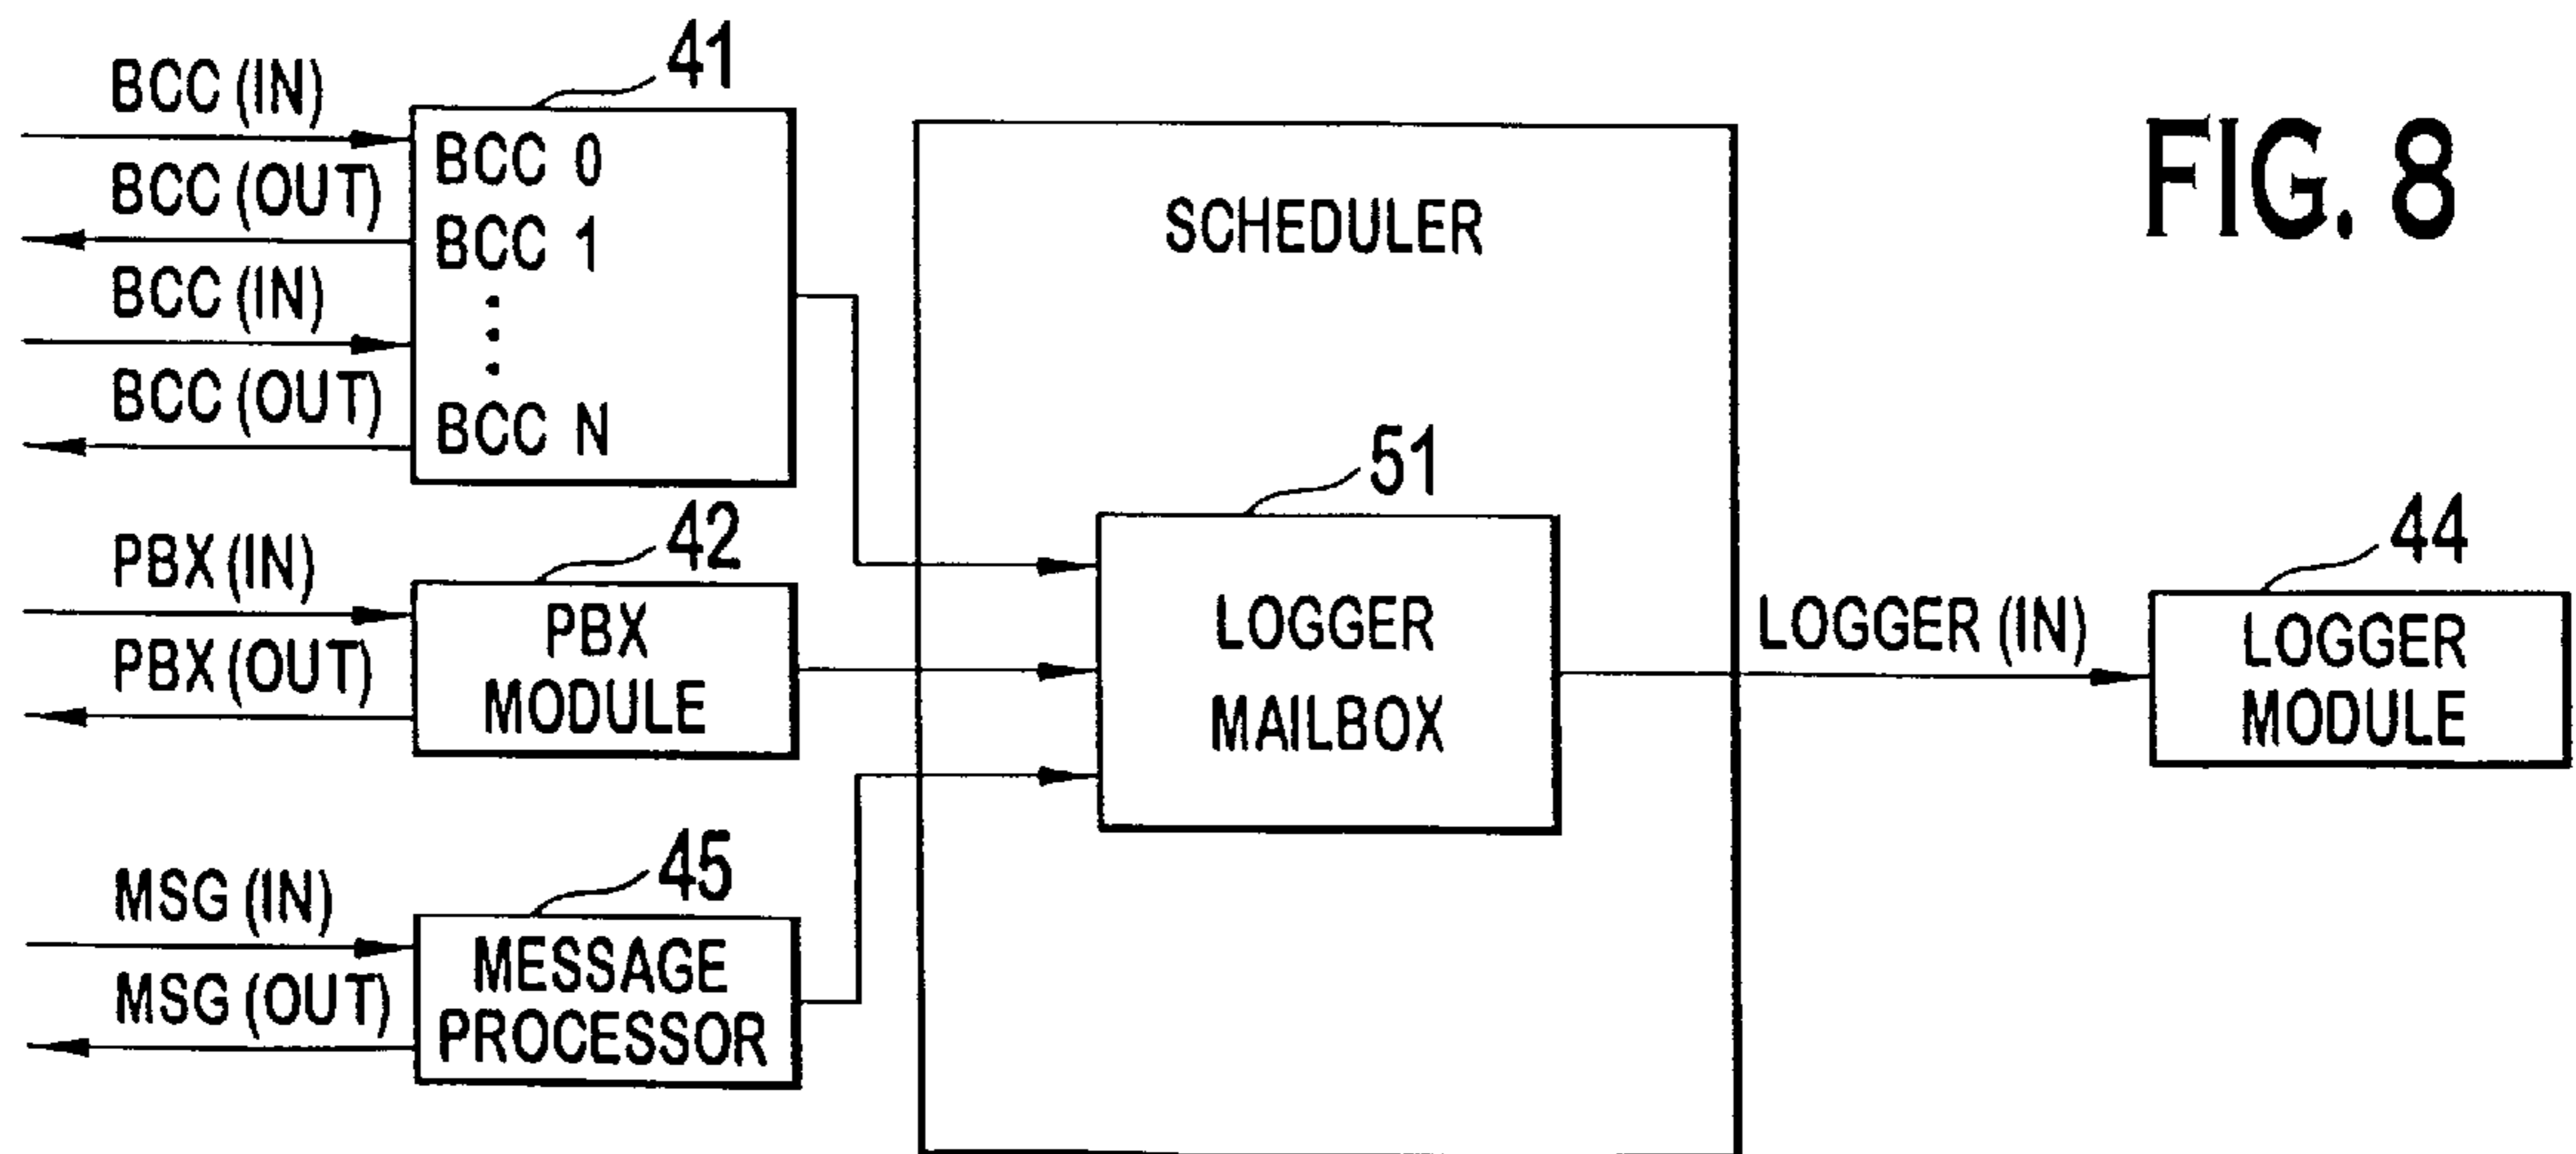 FIG. 8
BCC (IN)
BCC (OUT)
BCC (IN)
BCC (OUT)
41
BCC 0
BCC 1
BCC N
PBX (IN)
PBX (OUT)
42
PBX
MODULE
MSG (IN)
MSG (OUT)
45
MESSAGE
PROCESSOR
SCHEDULER
51
LOGGER
MAILBOX
LOGGER (IN)
44
LOGGER
MODULE